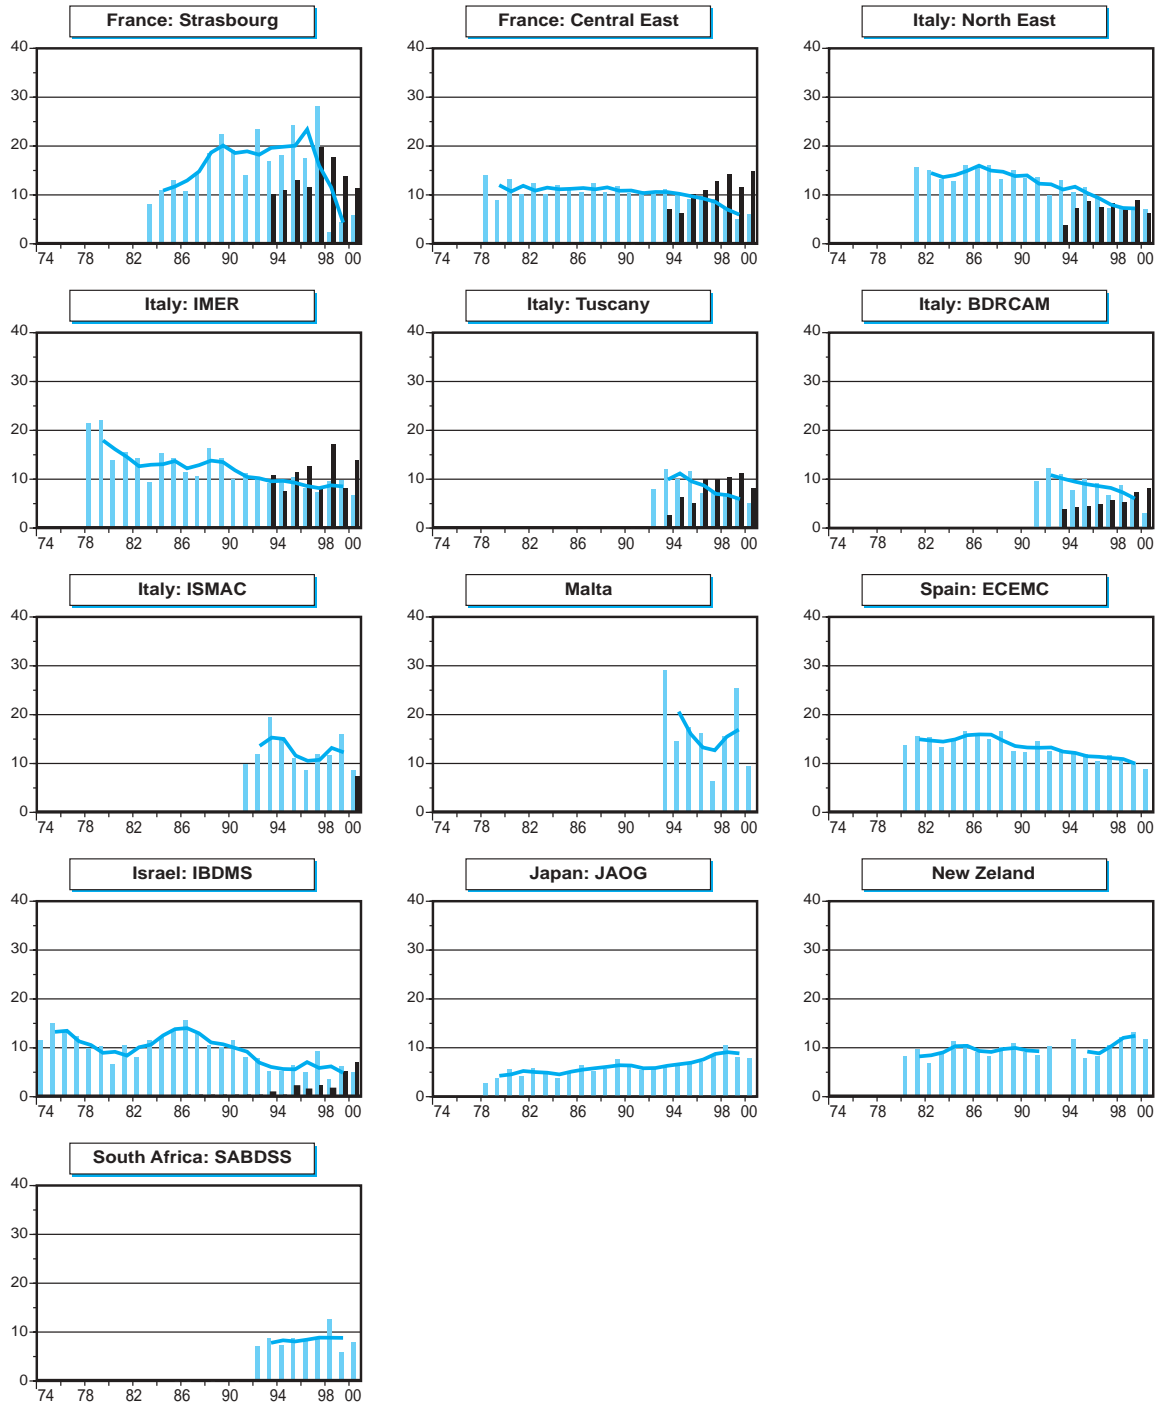 France: Strasbourg
France: Central East
Italy: North East
40 30 20 10 0
74 78 82 86 90 94 98 00
40 30 20 10 0
74 78 82 86 90 94 98 00
40 30 20 10 0
74 78 82 86 90 94 98 00
Italy: IMER
Italy: Tuscany
Italy: BDRCAM
40 30 20 10 0
74 78 82 86 90 94 98 00
40 30 20 10 0
74 78 82 86 90 94 98 00
40 30 20 10 0
74 78 82 86 90 94 98 00
Italy: ISMAC
Malta
Spain: ECEMC
40 30 20 10 0
74 78 82 86 90 94 98 00
40 30 20 10 0
74 78 82 86 90 94 98 00
40 30 20 10 0
74 78 82 86 90 94 98 00
Israel: IBDMS
Japan: JAOG
New Zeland
40 30 20 10 0
74 78 82 86 90 94 98 00
40 30 20 10 0
74 78 82 86 90 94 98 00
40 30 20 10 0
74 78 82 86 90 94 98 00
South Africa: SABDSS
40 30 20 10 0
74 78 82 86 90 94 98 00